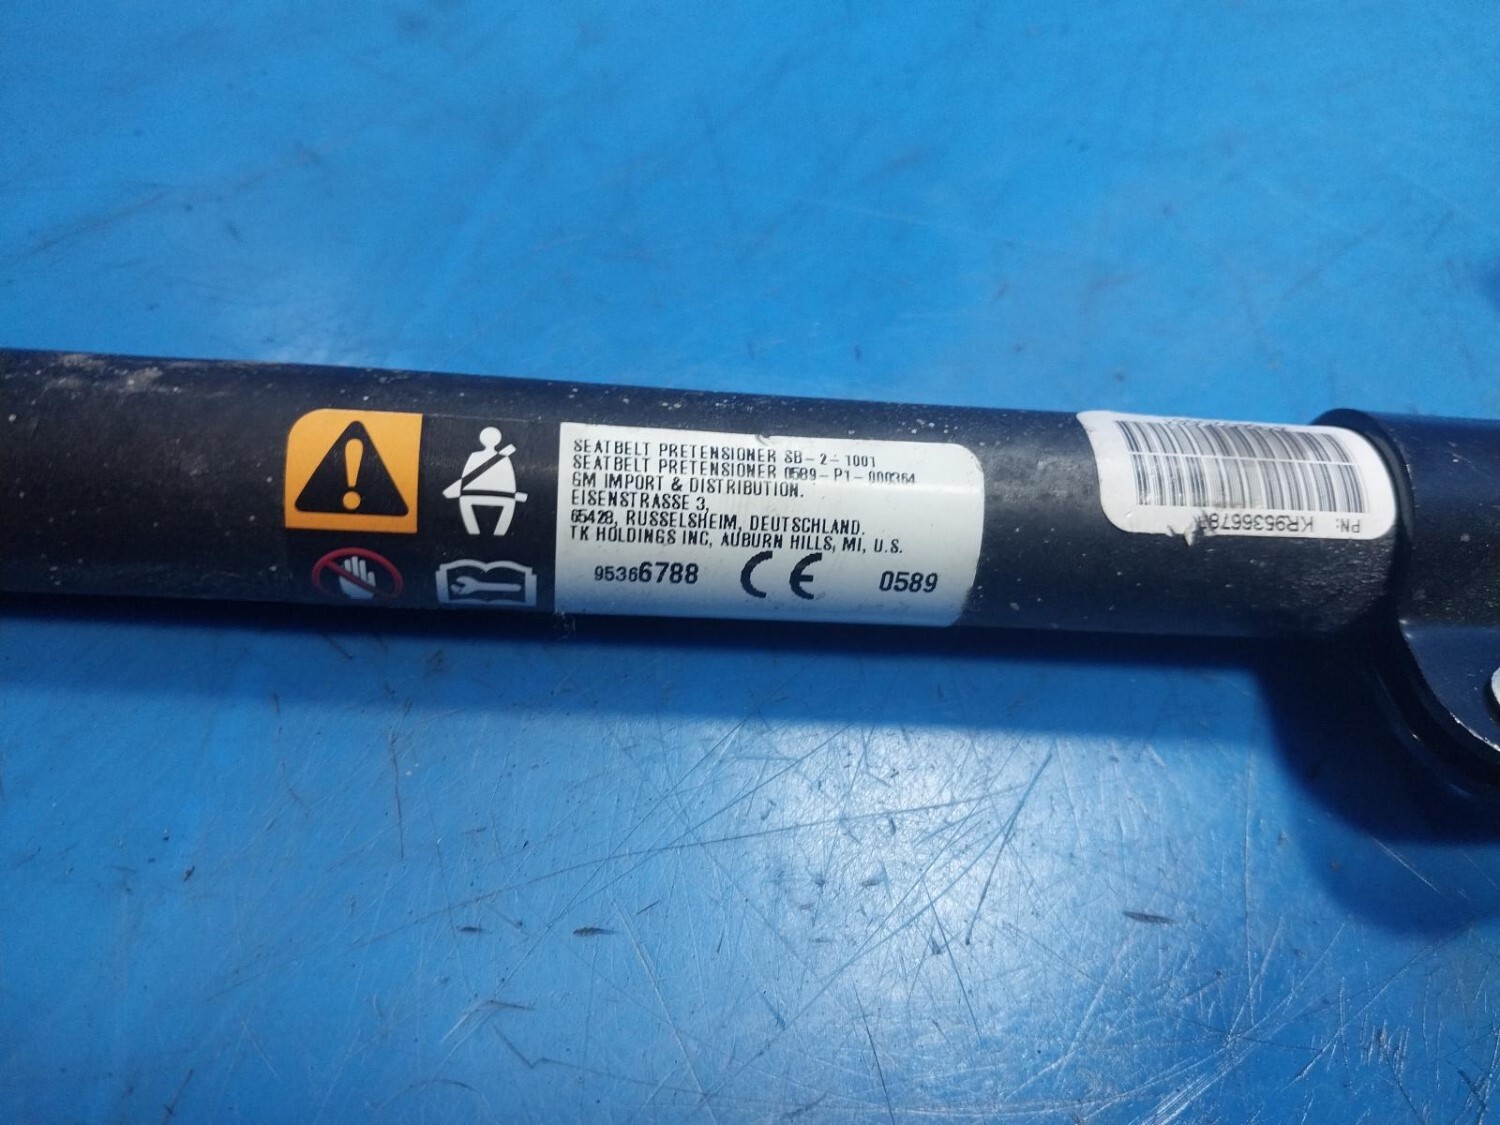 SEATBELT PRETENSIONER SB-2-1001
SEATBELT PRETENSIONER 0589-P1-000364
GM IMPORT & DISTRIBUTION.
EISENSTRASSE 3,
65428, RUSSELSHEIM, DEUTSCHLAND.
TK HOLDINGS INC, AUBURN HILLS, MI, U.S.
95366788 CE 0589
PN: